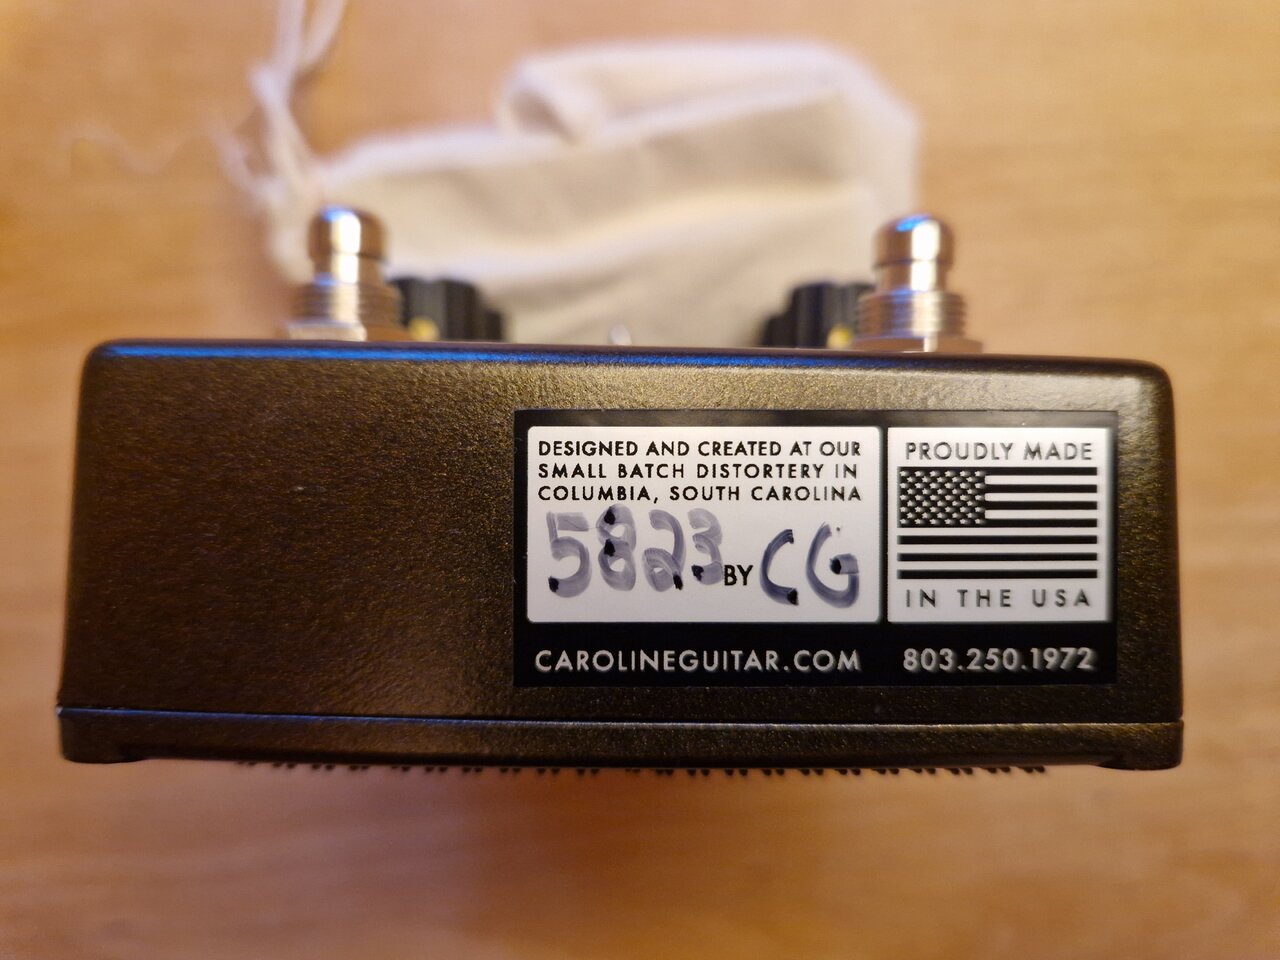 DESIGNED AND CREATED AT OUR
SMALL BATCH DISTORTERY IN
COLUMBIA, SOUTH CAROLINA
5823 BY CG
PROUDLY MADE
IN THE USA
CAROLINEGUITAR.COM
803.250.1972